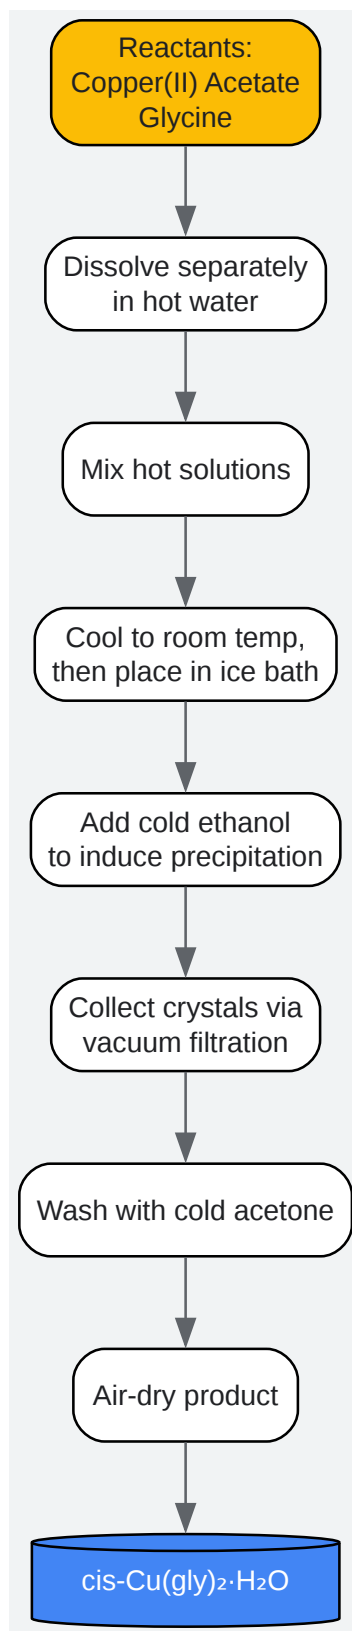 Reactants:
Copper(II) Acetate
Glycine
Dissolve separately
in hot water
Mix hot solutions
Cool to room temp,
then place in ice bath
Add cold ethanol
to induce precipitation
Collect crystals via
vacuum filtration
Wash with cold acetone
Air-dry product
cis-Cu(gly)₂·H₂O